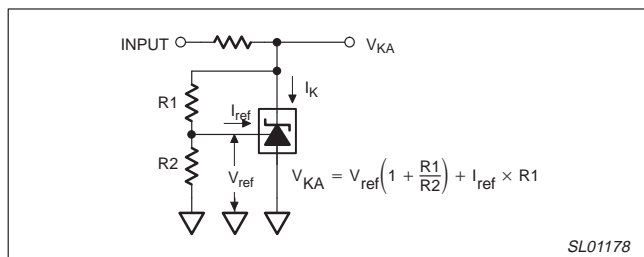 INPUT
V_KA
I_K
R1
I_ref
R2
V_ref
V_KA = V_ref(1 + R1/R2) + I_ref × R1
SL01178